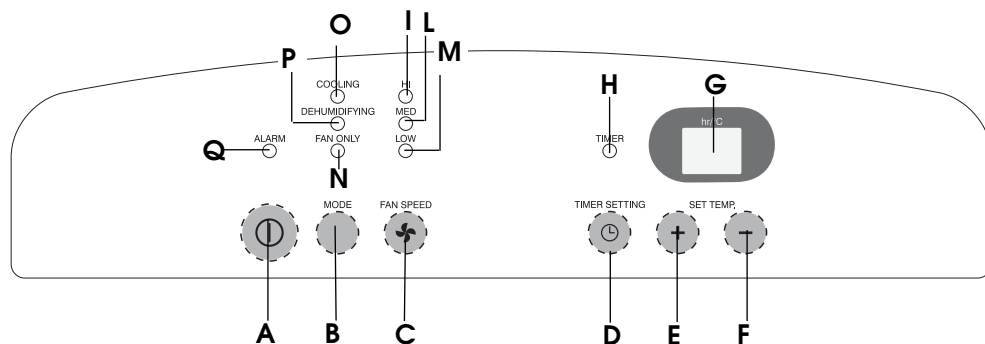 O
I L
P
M
COOLING
HI
H
G
DEHUMIDIFYING
MED
hr/°C
ALARM
FAN ONLY
LOW
TIMER
Q
N
MODE
FAN SPEED
TIMER SETTING
SET TEMP.
+
−
A
B
C
D
E
F